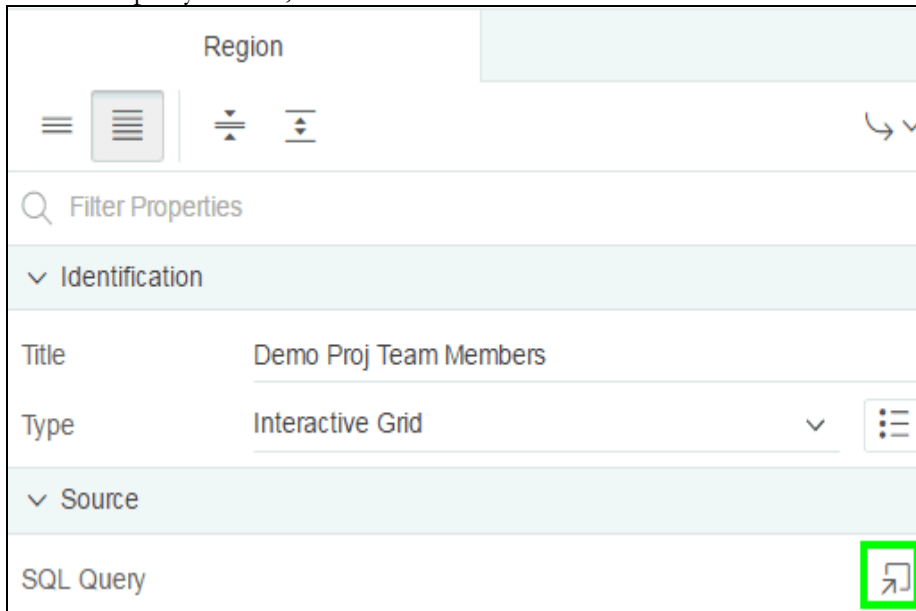 Region
Filter Properties
Identification
Title Demo Proj Team Members
Type Interactive Grid
Source
SQL Query